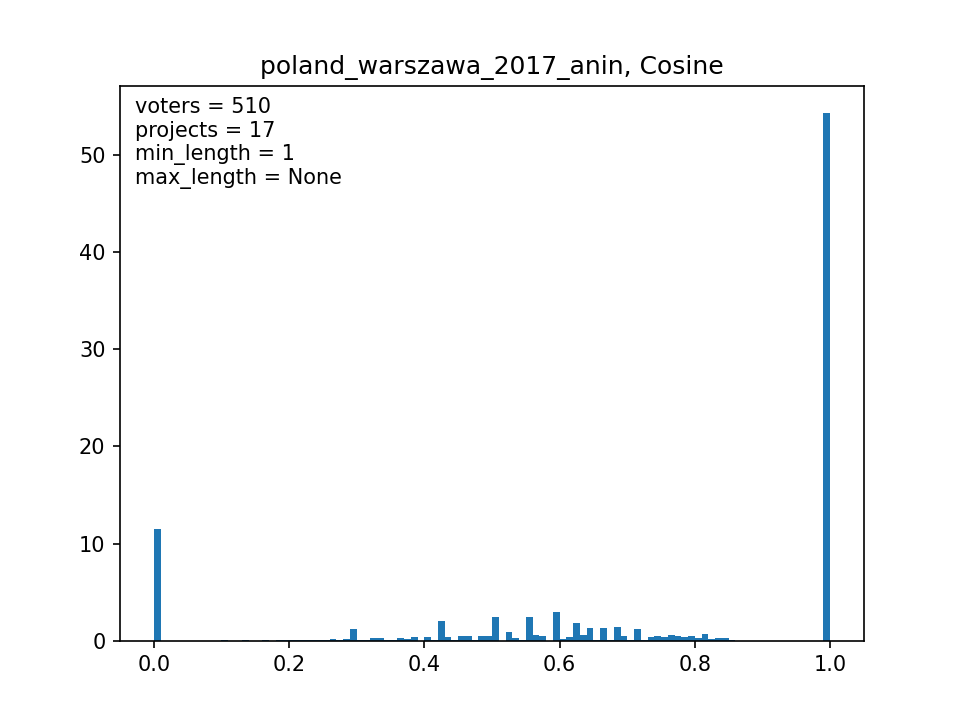 poland_warszawa_2017_anin, Cosine
voters = 510
projects = 17
min_length = 1
max_length = None
50
40
30
20
10
0
0.0 0.2 0.4 0.6 0.8 1.0